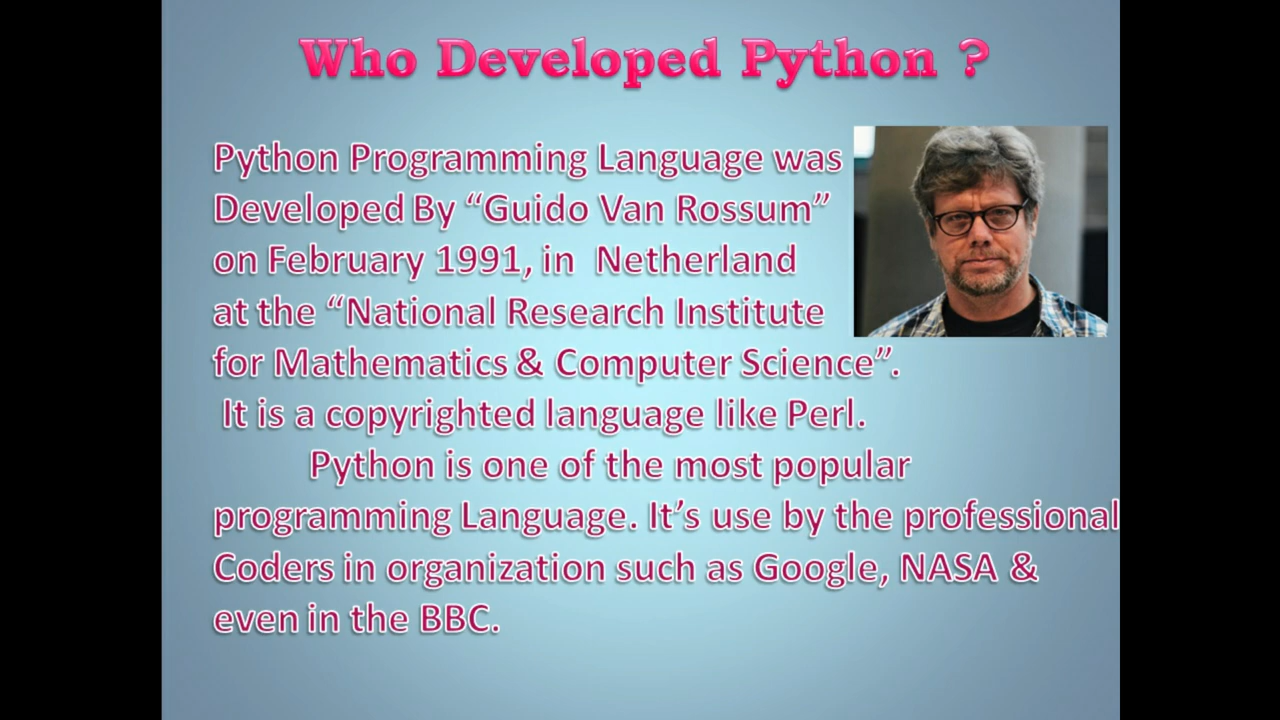 Who Developed Python ?
Python Programming Language was
Developed By “Guido Van Rossum”
on February 1991, in Netherland
at the “National Research Institute
for Mathematics & Computer Science”.
It is a copyrighted language like Perl.
Python is one of the most popular
programming Language. It’s use by the professional
Coders in organization such as Google, NASA &
even in the BBC.